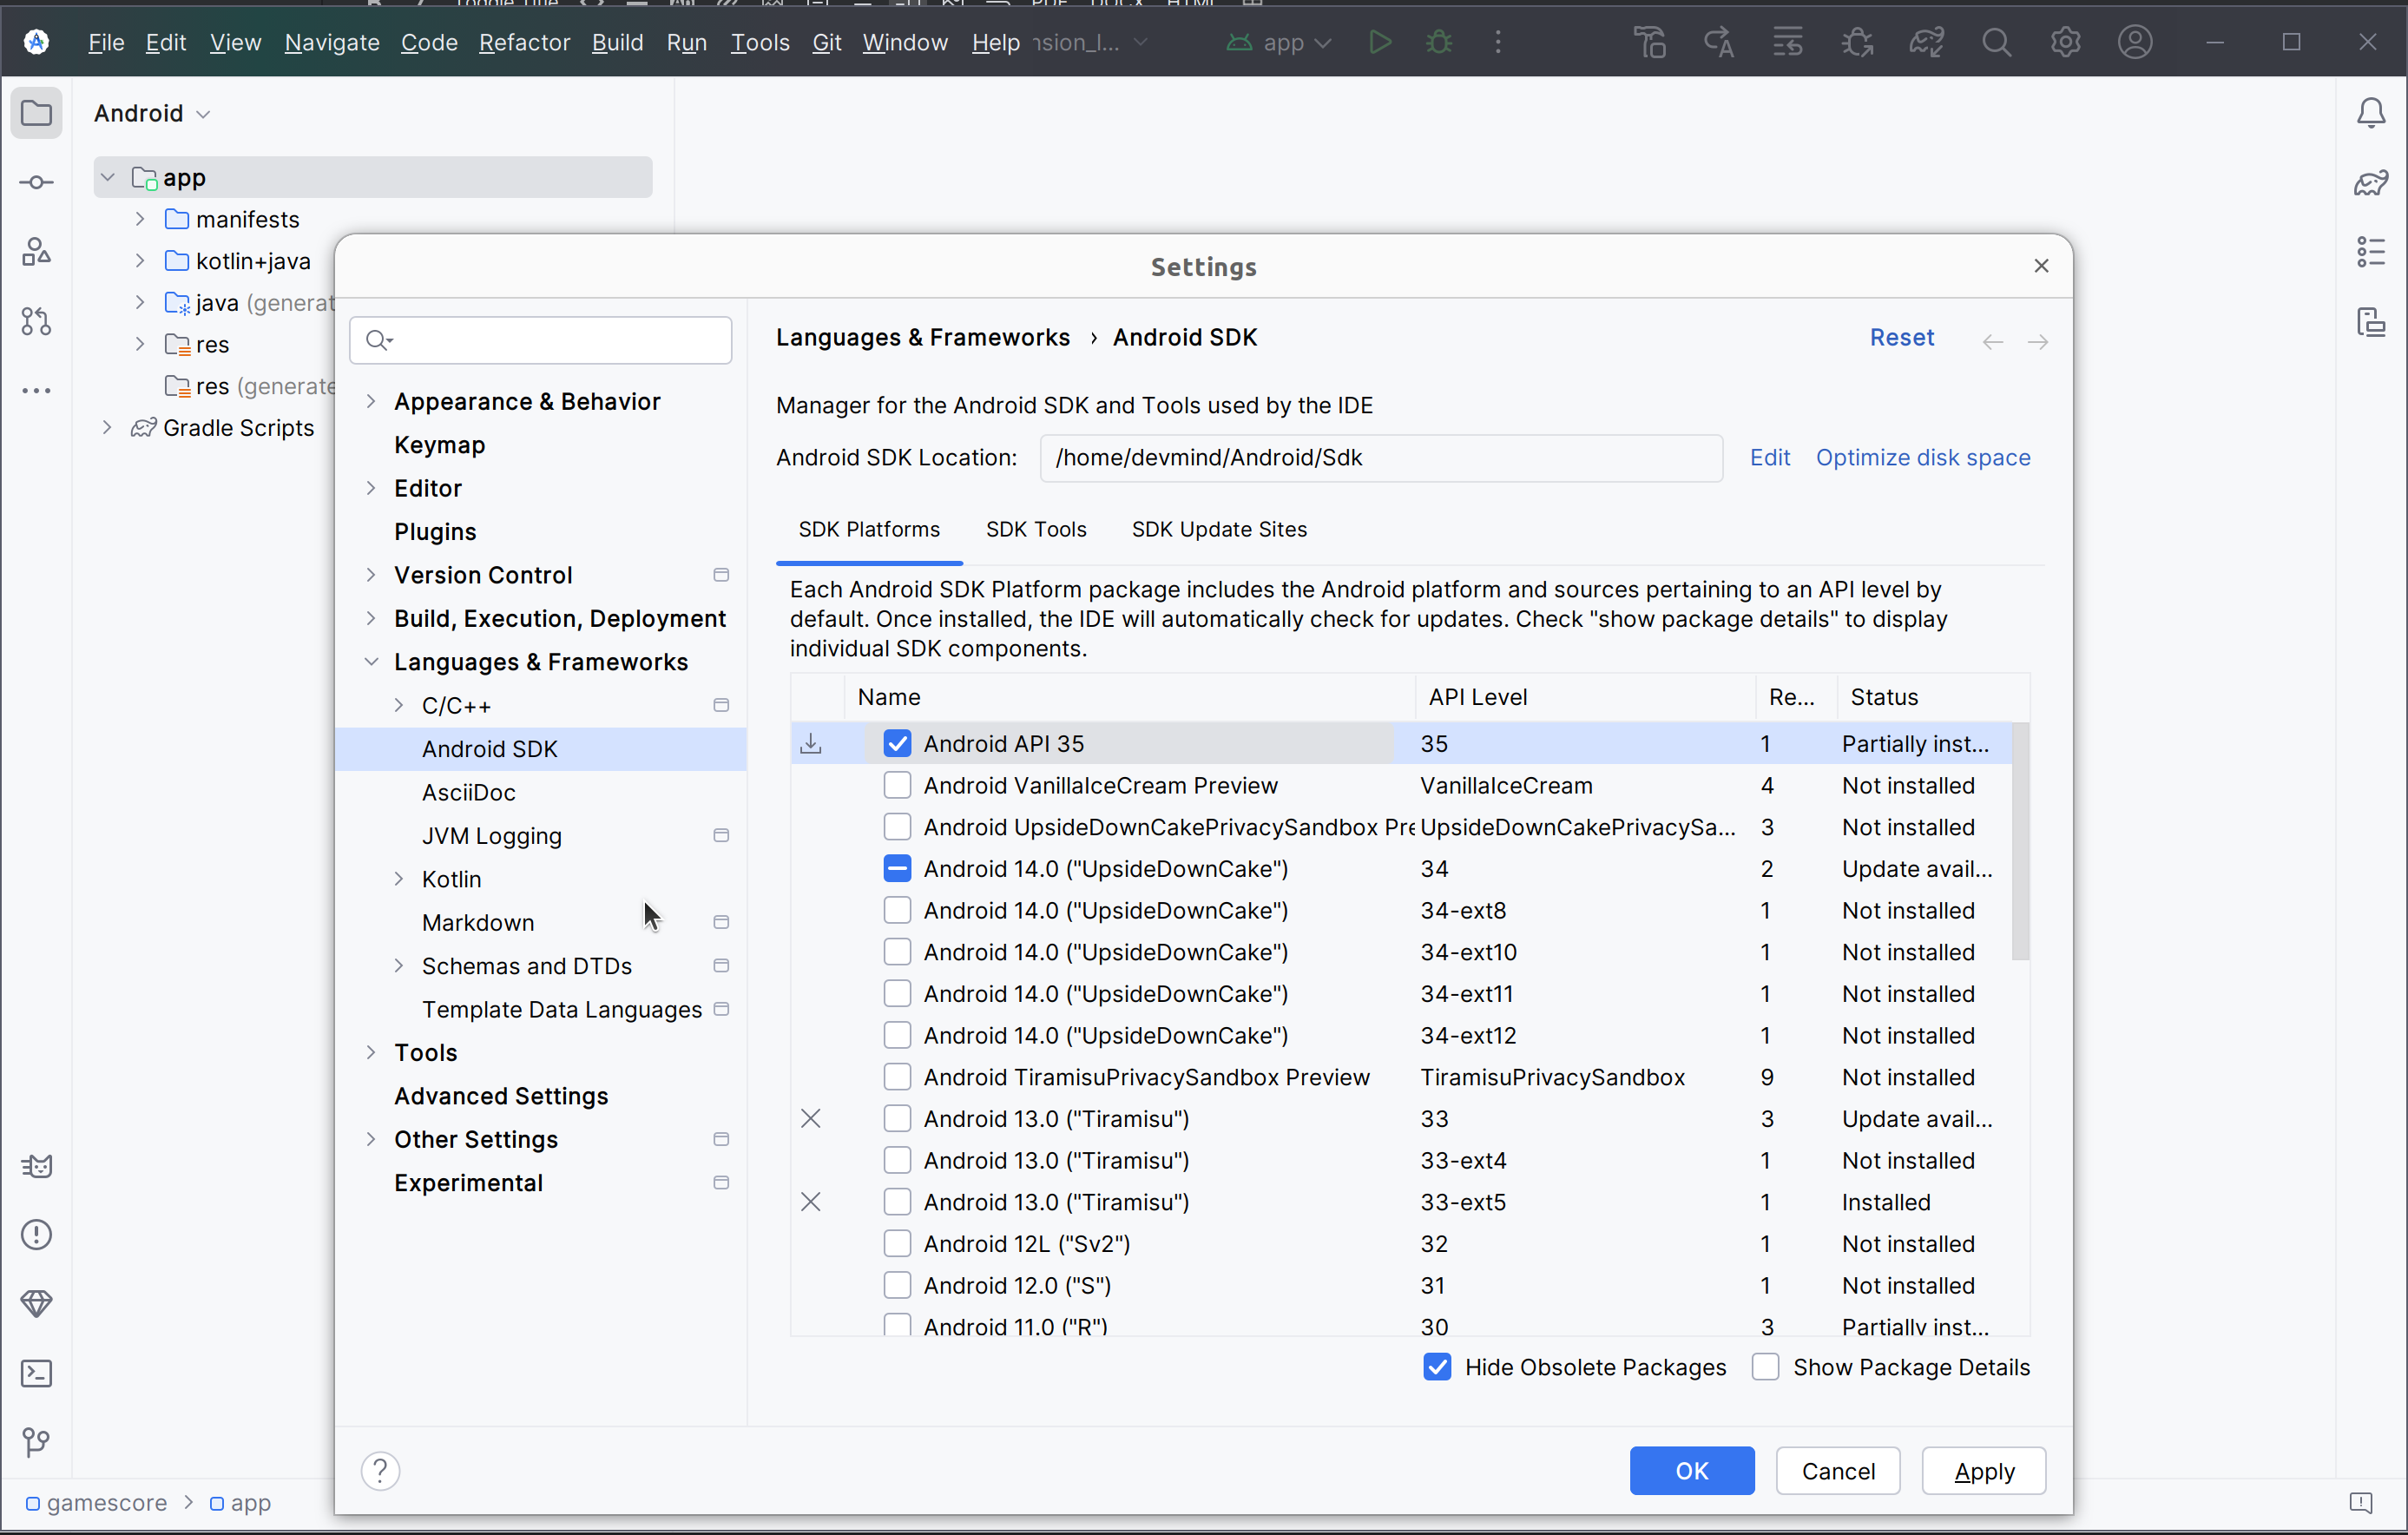 File Edit View Navigate Code Refactor Build Run Tools Git Window Help nsion_l... app
Android
app
manifests
kotlin+java
java (generat
res
res (generate
Gradle Scripts
Settings
Languages & Frameworks › Android SDK Reset
Appearance & Behavior
Keymap
Editor
Plugins
Version Control
Build, Execution, Deployment
Languages & Frameworks
C/C++
Android SDK
AsciiDoc
JVM Logging
Kotlin
Markdown
Schemas and DTDs
Template Data Languages
Tools
Advanced Settings
Other Settings
Experimental
Manager for the Android SDK and Tools used by the IDE
Android SDK Location: /home/devmind/Android/Sdk Edit Optimize disk space
SDK Platforms SDK Tools SDK Update Sites
Each Android SDK Platform package includes the Android platform and sources pertaining to an API level by
default. Once installed, the IDE will automatically check for updates. Check "show package details" to display
individual SDK components.
Name API Level Re... Status
Android API 35 35 1 Partially inst...
Android VanillaIceCream Preview VanillaIceCream 4 Not installed
Android UpsideDownCakePrivacySandbox Pre UpsideDownCakePrivacySa... 3 Not installed
Android 14.0 ("UpsideDownCake") 34 2 Update avail...
Android 14.0 ("UpsideDownCake") 34-ext8 1 Not installed
Android 14.0 ("UpsideDownCake") 34-ext10 1 Not installed
Android 14.0 ("UpsideDownCake") 34-ext11 1 Not installed
Android 14.0 ("UpsideDownCake") 34-ext12 1 Not installed
Android TiramisuPrivacySandbox Preview TiramisuPrivacySandbox 9 Not installed
Android 13.0 ("Tiramisu") 33 3 Update avail...
Android 13.0 ("Tiramisu") 33-ext4 1 Not installed
Android 13.0 ("Tiramisu") 33-ext5 1 Installed
Android 12L ("Sv2") 32 1 Not installed
Android 12.0 ("S") 31 1 Not installed
Android 11.0 ("R") 30 3 Partially inst...
Hide Obsolete Packages Show Package Details
? OK Cancel Apply
gamescore > app